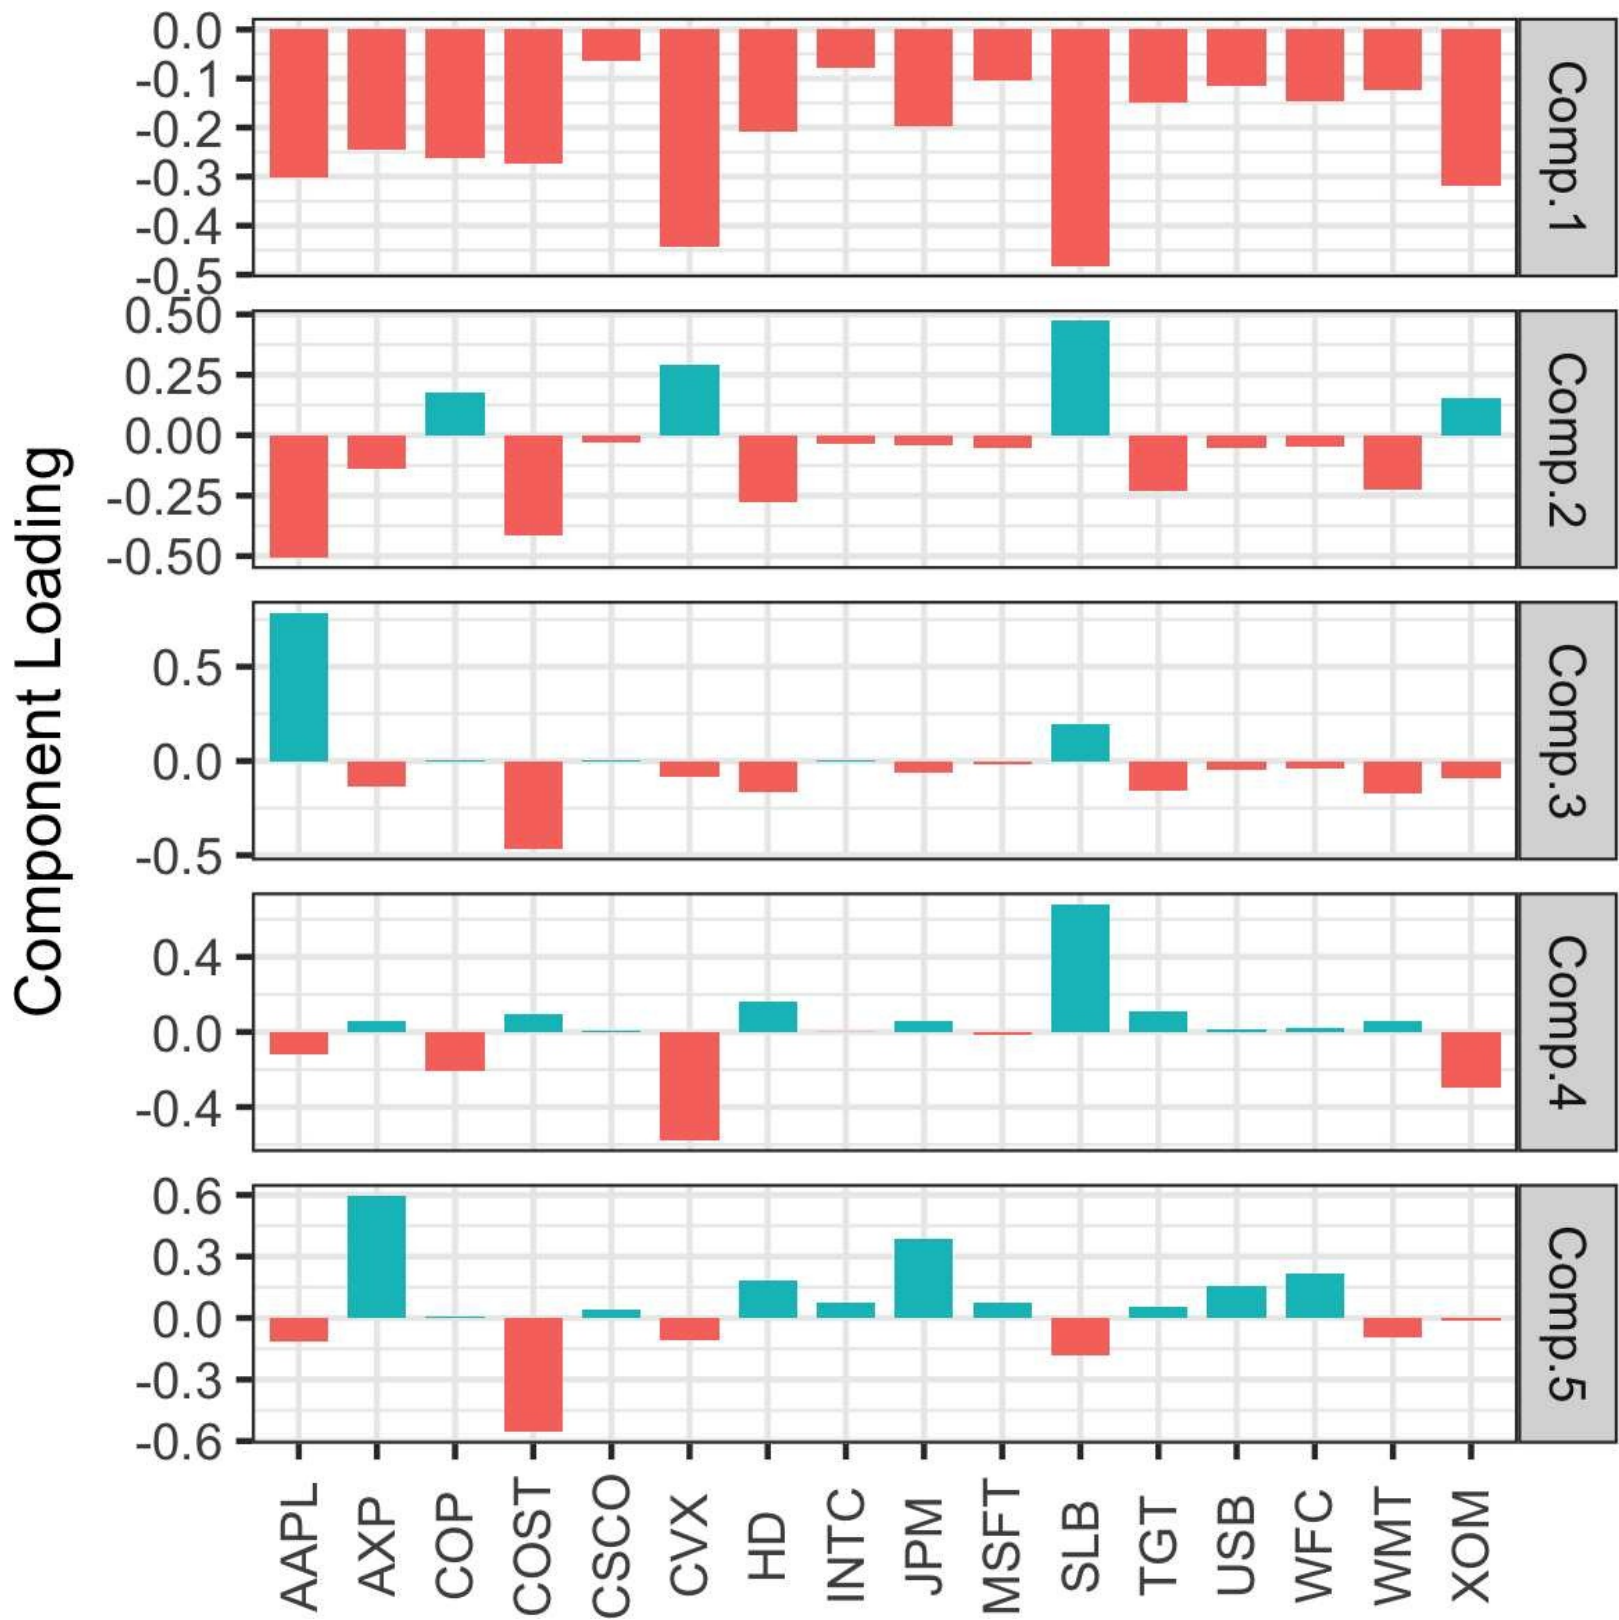 Component Loading
0.0
-0.1
-0.2
-0.3
-0.4
-0.5
Comp.1
0.50
0.25
0.00
-0.25
-0.50
Comp.2
0.5
0.0
-0.5
Comp.3
0.4
0.0
-0.4
Comp.4
0.6
0.3
0.0
-0.3
-0.6
Comp.5
AAPL
AXP
COP
COST
CSCO
CVX
HD
INTC
JPM
MSFT
SLB
TGT
USB
WFC
WMT
XOM